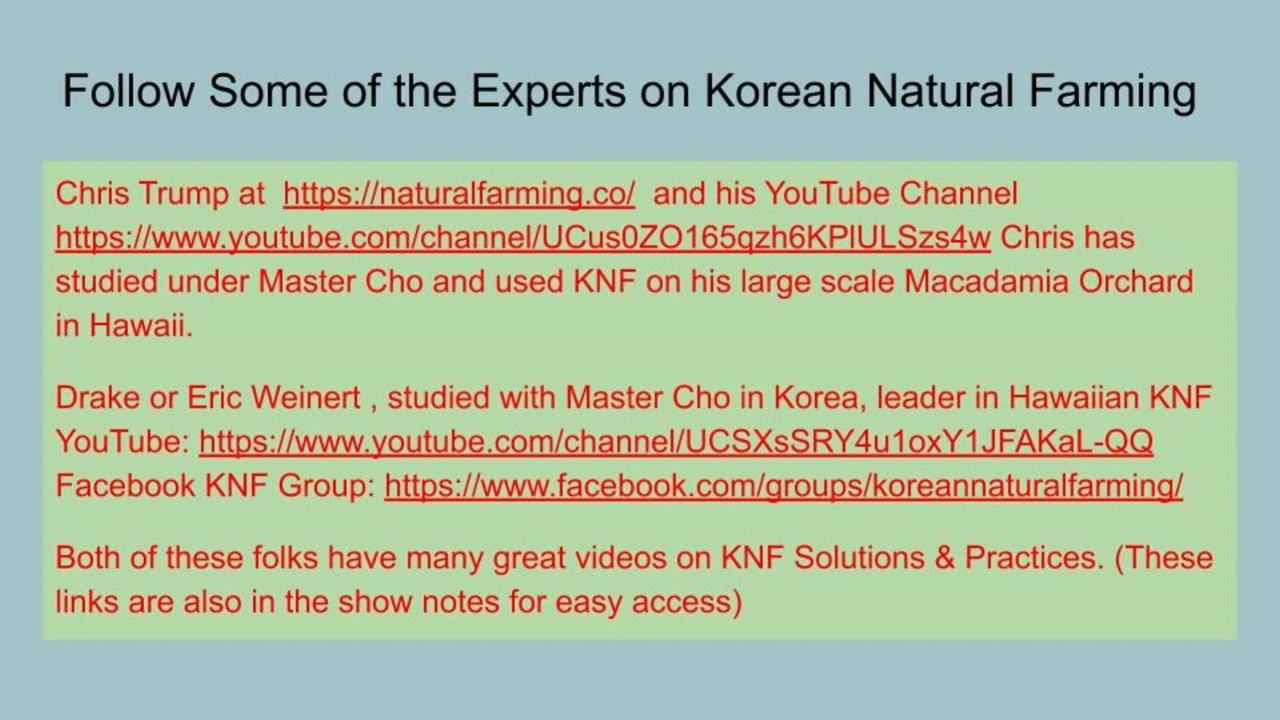 Follow Some of the Experts on Korean Natural Farming
Chris Trump at https://naturalfarming.co/ and his YouTube Channel
https://www.youtube.com/channel/UCus0ZO165qzh6KPlULSzs4w Chris has
studied under Master Cho and used KNF on his large scale Macadamia Orchard
in Hawaii.
Drake or Eric Weinert , studied with Master Cho in Korea, leader in Hawaiian KNF
YouTube: https://www.youtube.com/channel/UCSXsSRY4u1oxY1JFAKaL-QQ
Facebook KNF Group: https://www.facebook.com/groups/koreannaturalfarming/
Both of these folks have many great videos on KNF Solutions & Practices. (These
links are also in the show notes for easy access)